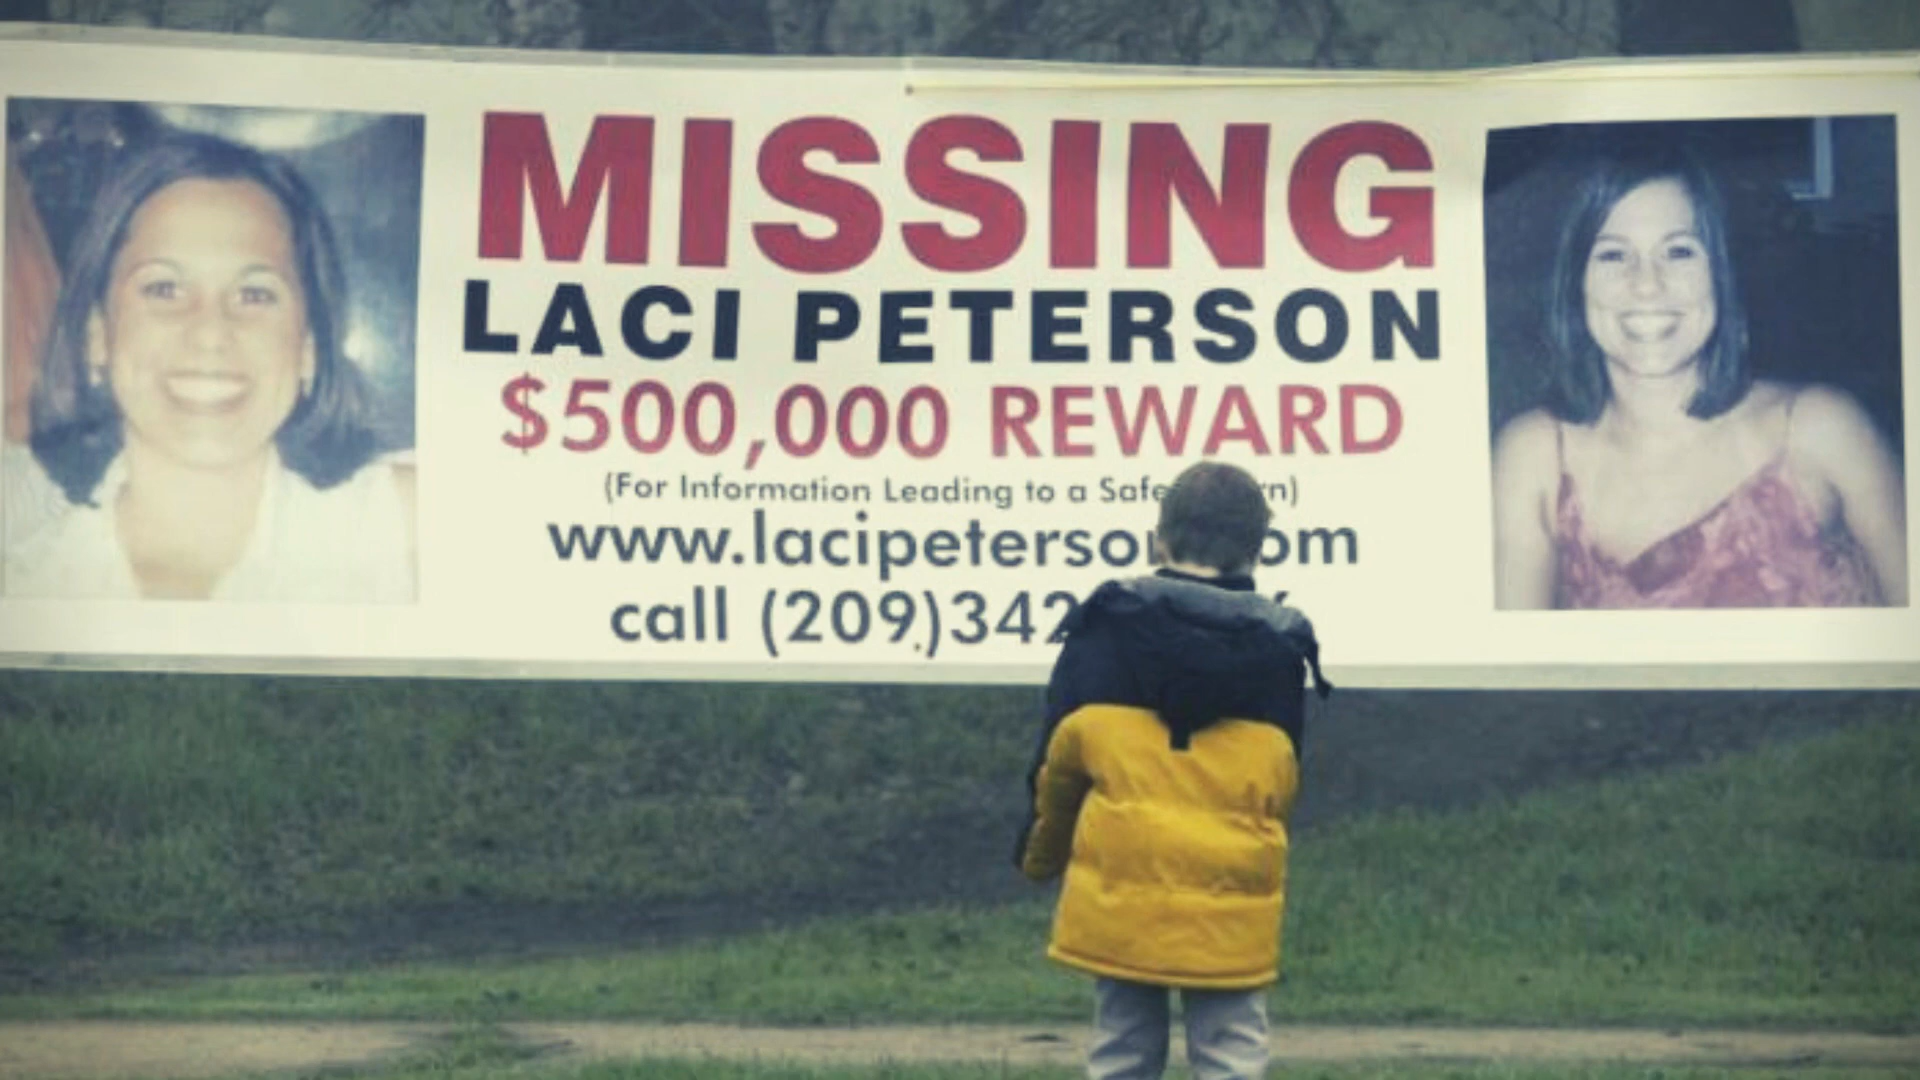 MISSING
LACI PETERSON
$500,000 REWARD
(For Information Leading to a Safe
www.lacipeterso
call (209)342